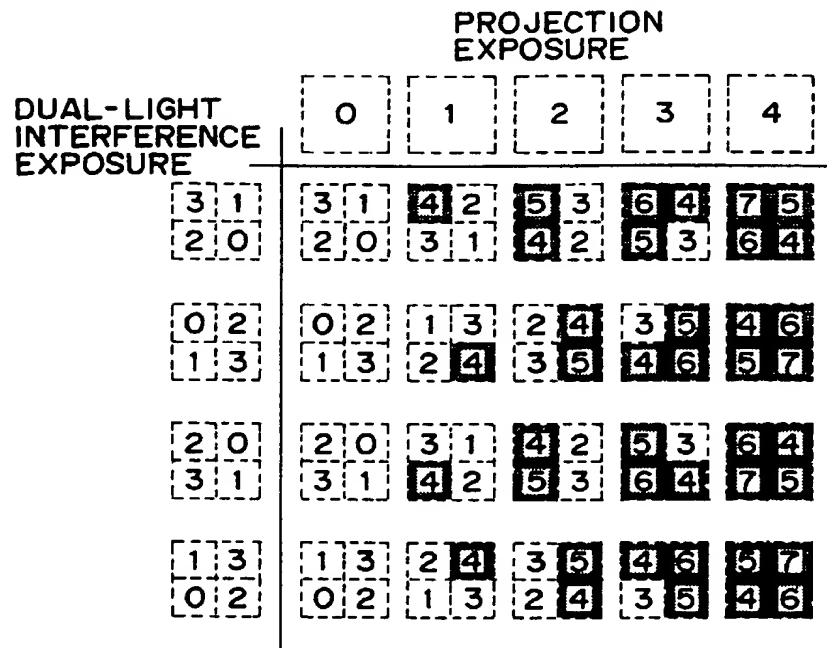 PROJECTION
EXPOSURE
DUAL-LIGHT
INTERFERENCE
EXPOSURE
0 1 2 3 4
3 1 3 1 4 2 5 3 6 4 7 5
2 0 2 0 3 1 4 2 5 3 6 4
0 2 0 2 1 3 2 4 3 5 4 6
1 3 1 3 2 4 3 5 4 6 5 7
2 0 2 0 3 1 4 2 5 3 6 4
3 1 3 1 4 2 5 3 6 4 7 5
1 3 1 3 2 4 3 5 4 6 5 7
0 2 0 2 1 3 2 4 3 5 4 6